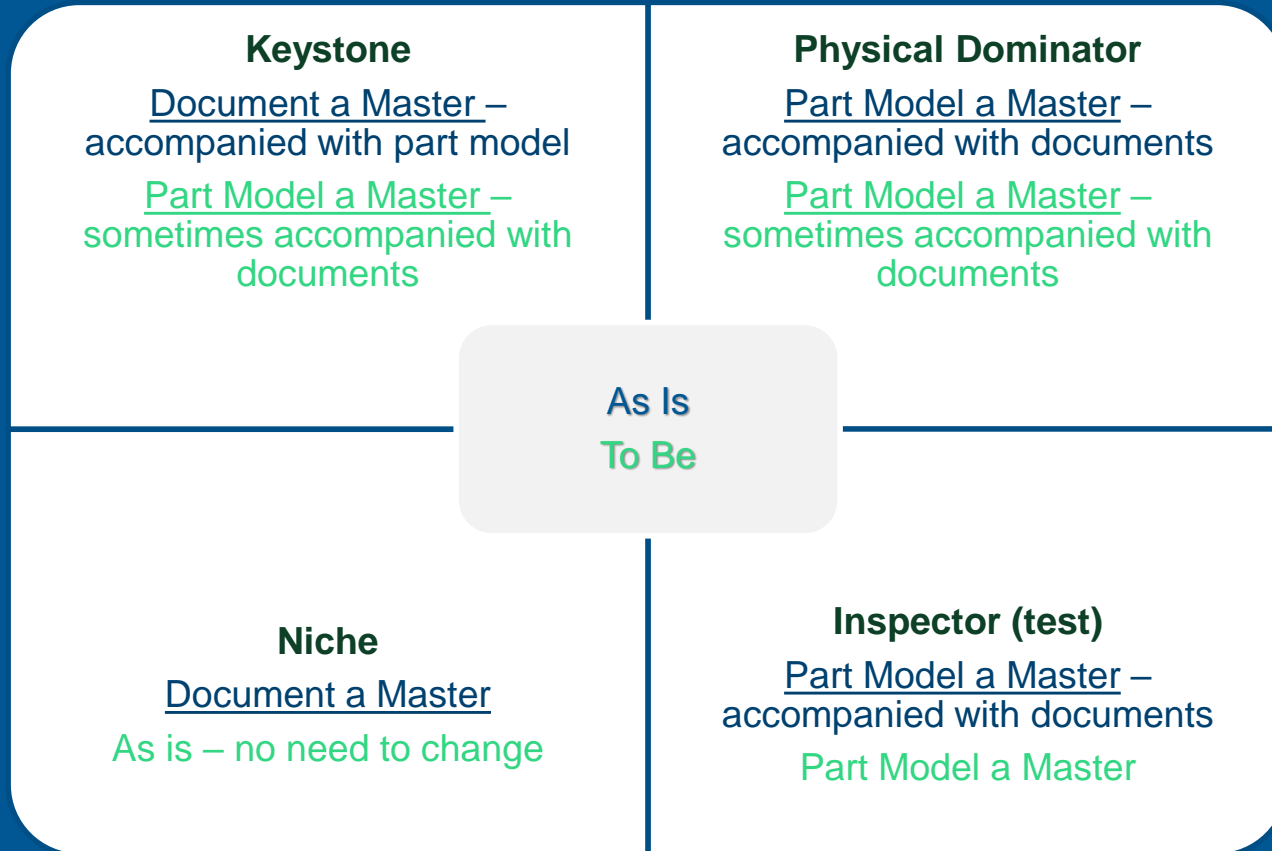 Keystone
Document a Master –
accompanied with part model
Part Model a Master –
sometimes accompanied with
documents
Physical Dominator
Part Model a Master –
accompanied with documents
Part Model a Master –
sometimes accompanied with
documents
As Is
To Be
Niche
Document a Master
As is – no need to change
Inspector (test)
Part Model a Master –
accompanied with documents
Part Model a Master